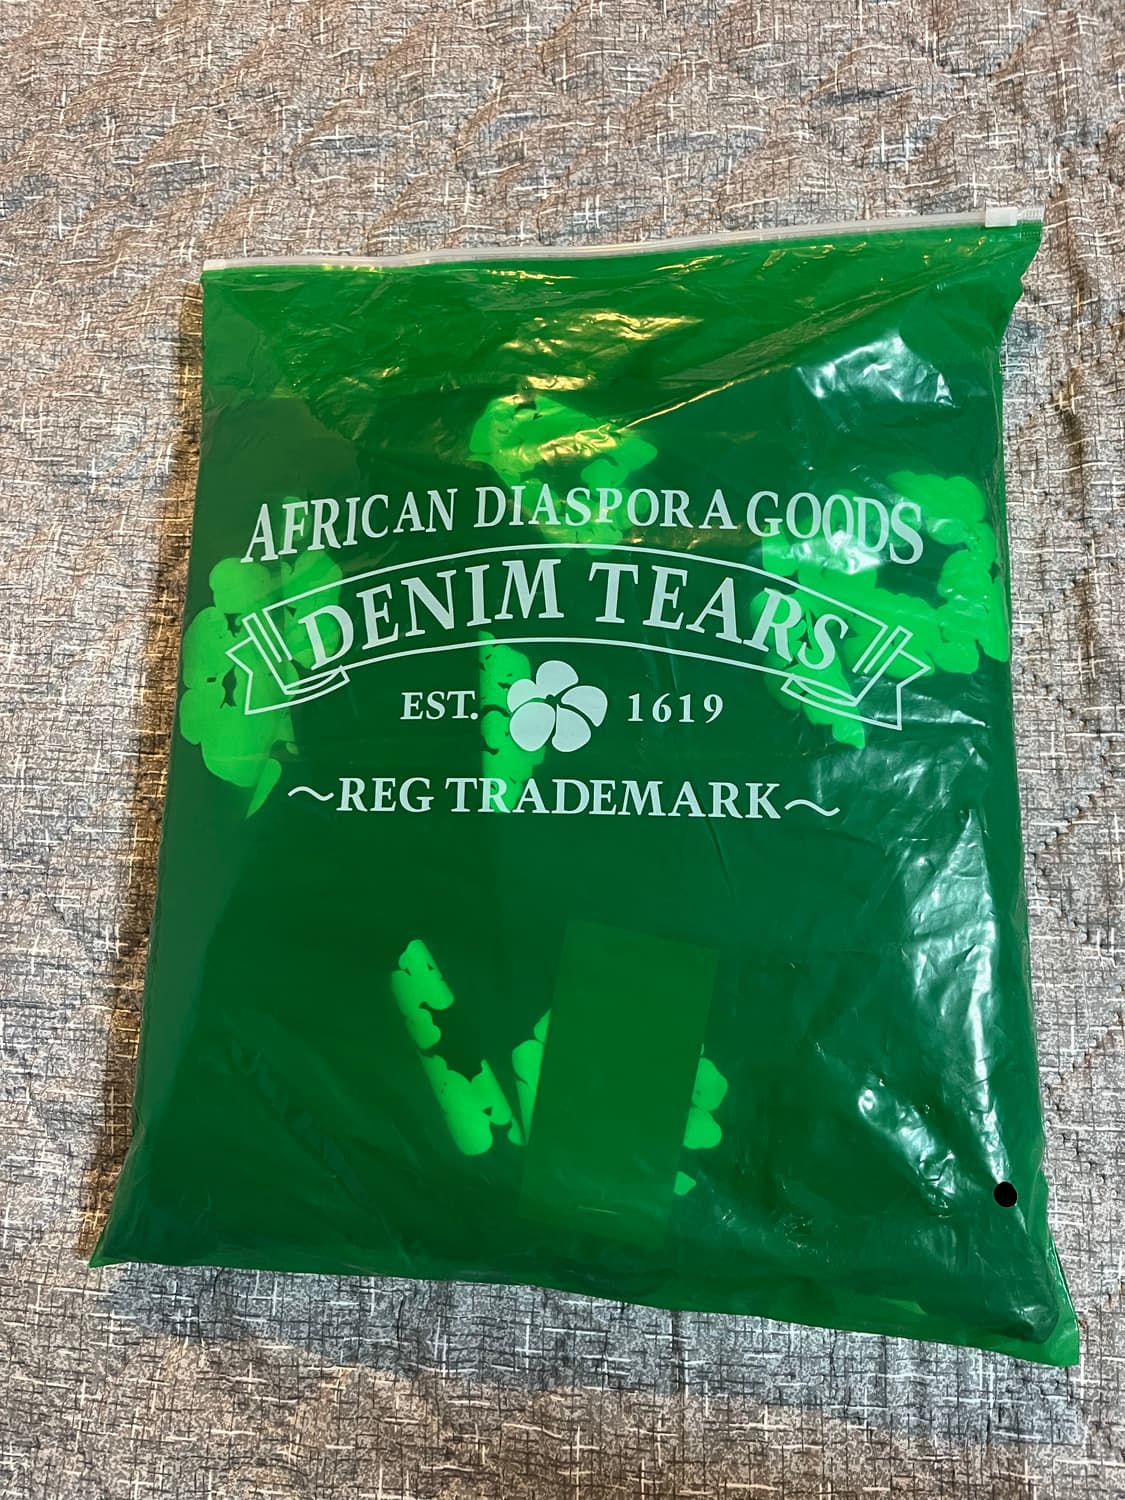 AFRICAN DIASPORA GOODS
DENIM TEARS
EST. 1619
~REG TRADEMARK~